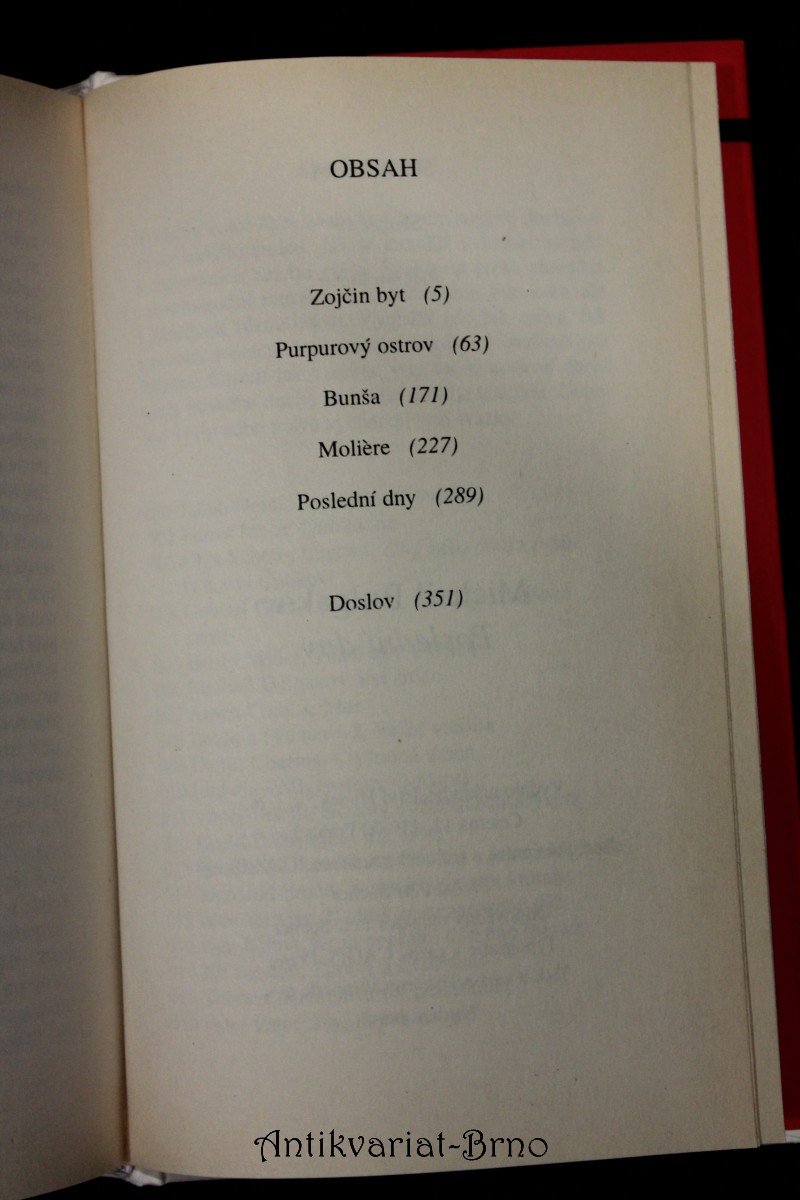 OBSAH
Zojčin byt (5)
Purpurový ostrov (63)
Bunša (171)
Molière (227)
Poslední dny (289)
Doslov (351)
Antikvariat-Brno